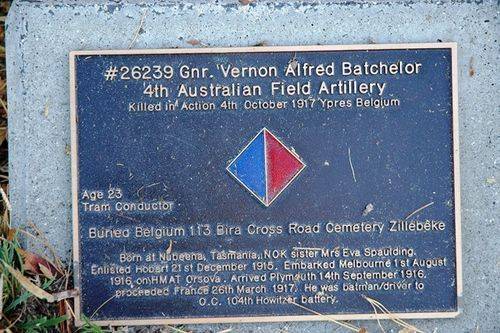 #26239 Gnr. Vernon Alfred Batchelor
4th Australian Field Artillery
Killed in Action 4th October 1917 Ypres Belgium
Age 23
Tram Conductor
Buried Belgium 113 Bira Cross Road Cemetery Zillebeke
Born at Nubeena, Tasmania, NOK sister Mrs Eva Spaulding.
Enlisted Hobart 21st December 1915. Embarked Melbourne 1st August
1916 on HMAT Orsova. Arrived Plymouth 14th September 1916,
proceeded France 26th March 1917. He was batman/driver to
O.C. 104th Howitzer battery.